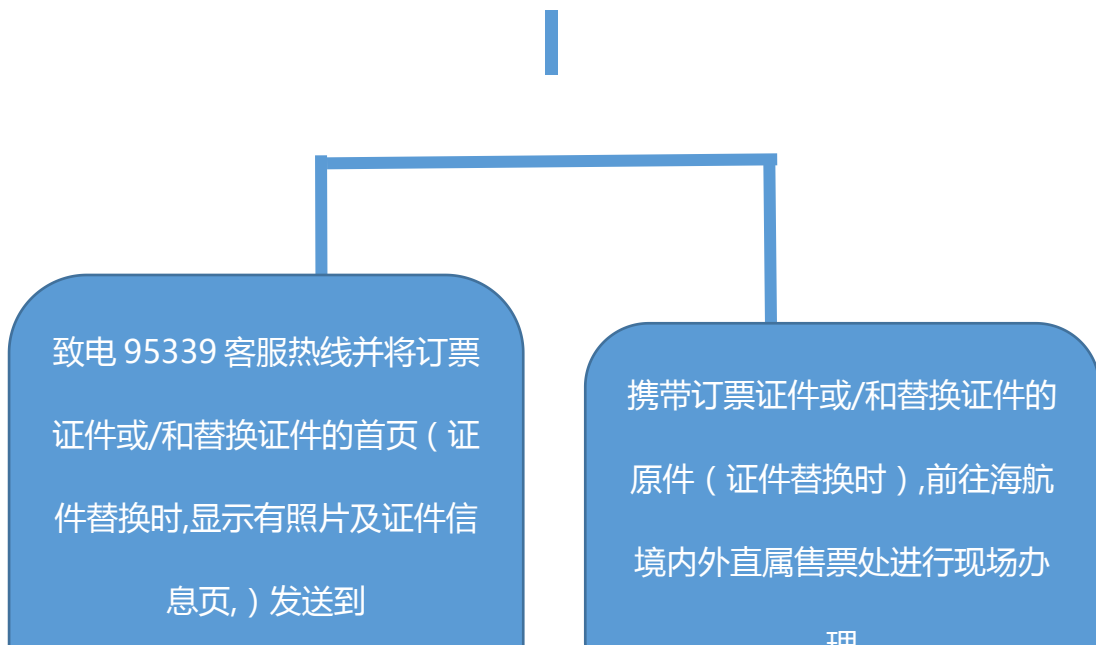 致电 95339 客服热线并将订票
证件或/和替换证件的首页（证
件替换时,显示有照片及证件信
息页,）发送到
携带订票证件或/和替换证件的
原件（证件替换时）,前往海航
境内外直属售票处进行现场办
理